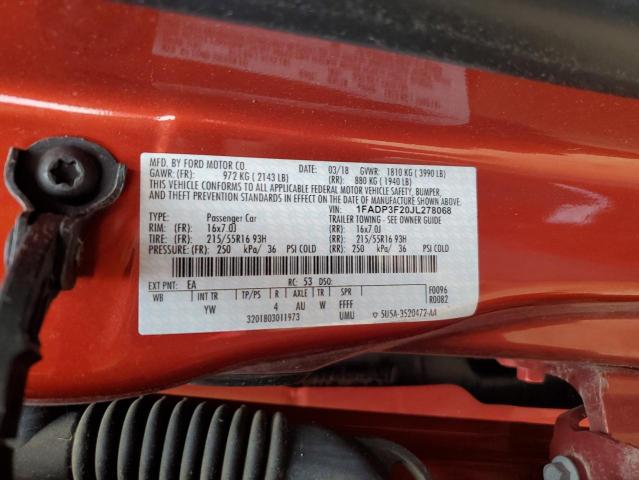 MFD. BY FORD MOTOR CO.
03/18 GVWR: 1810 KG ( 3990 LB)
GAWR: (FR): 972 KG ( 2143 LB) (RR): 880 KG ( 1940 LB)
THIS VEHICLE CONFORMS TO ALL APPLICABLE FEDERAL MOTOR VEHICLE SAFETY, BUMPER,
AND THEFT PREVENTION STANDARDS IN EFFECT ON THE DATE OF MANUFACTURE SHOWN ABOVE.
VIN: 1FADP3F20JL278068
TYPE: Passenger Car TRAILER TOWING - SEE OWNER GUIDE
RIM: (FR): 16x7.0J (RR): 16x7.0J
TIRE: (FR): 215/55R16 93H (RR): 215/55R16 93H
PRESSURE: (FR): 250 kPa/ 36 PSI COLD (RR): 250 kPa/ 36 PSI COLD
EXT PNT: EA RC: 53 DSO: F0096
WB INT TR TP/PS R AXLE TR SPR R0082
YW 4 AU W FFFF
3201803011973 UMU 5U5A-3520472-AA